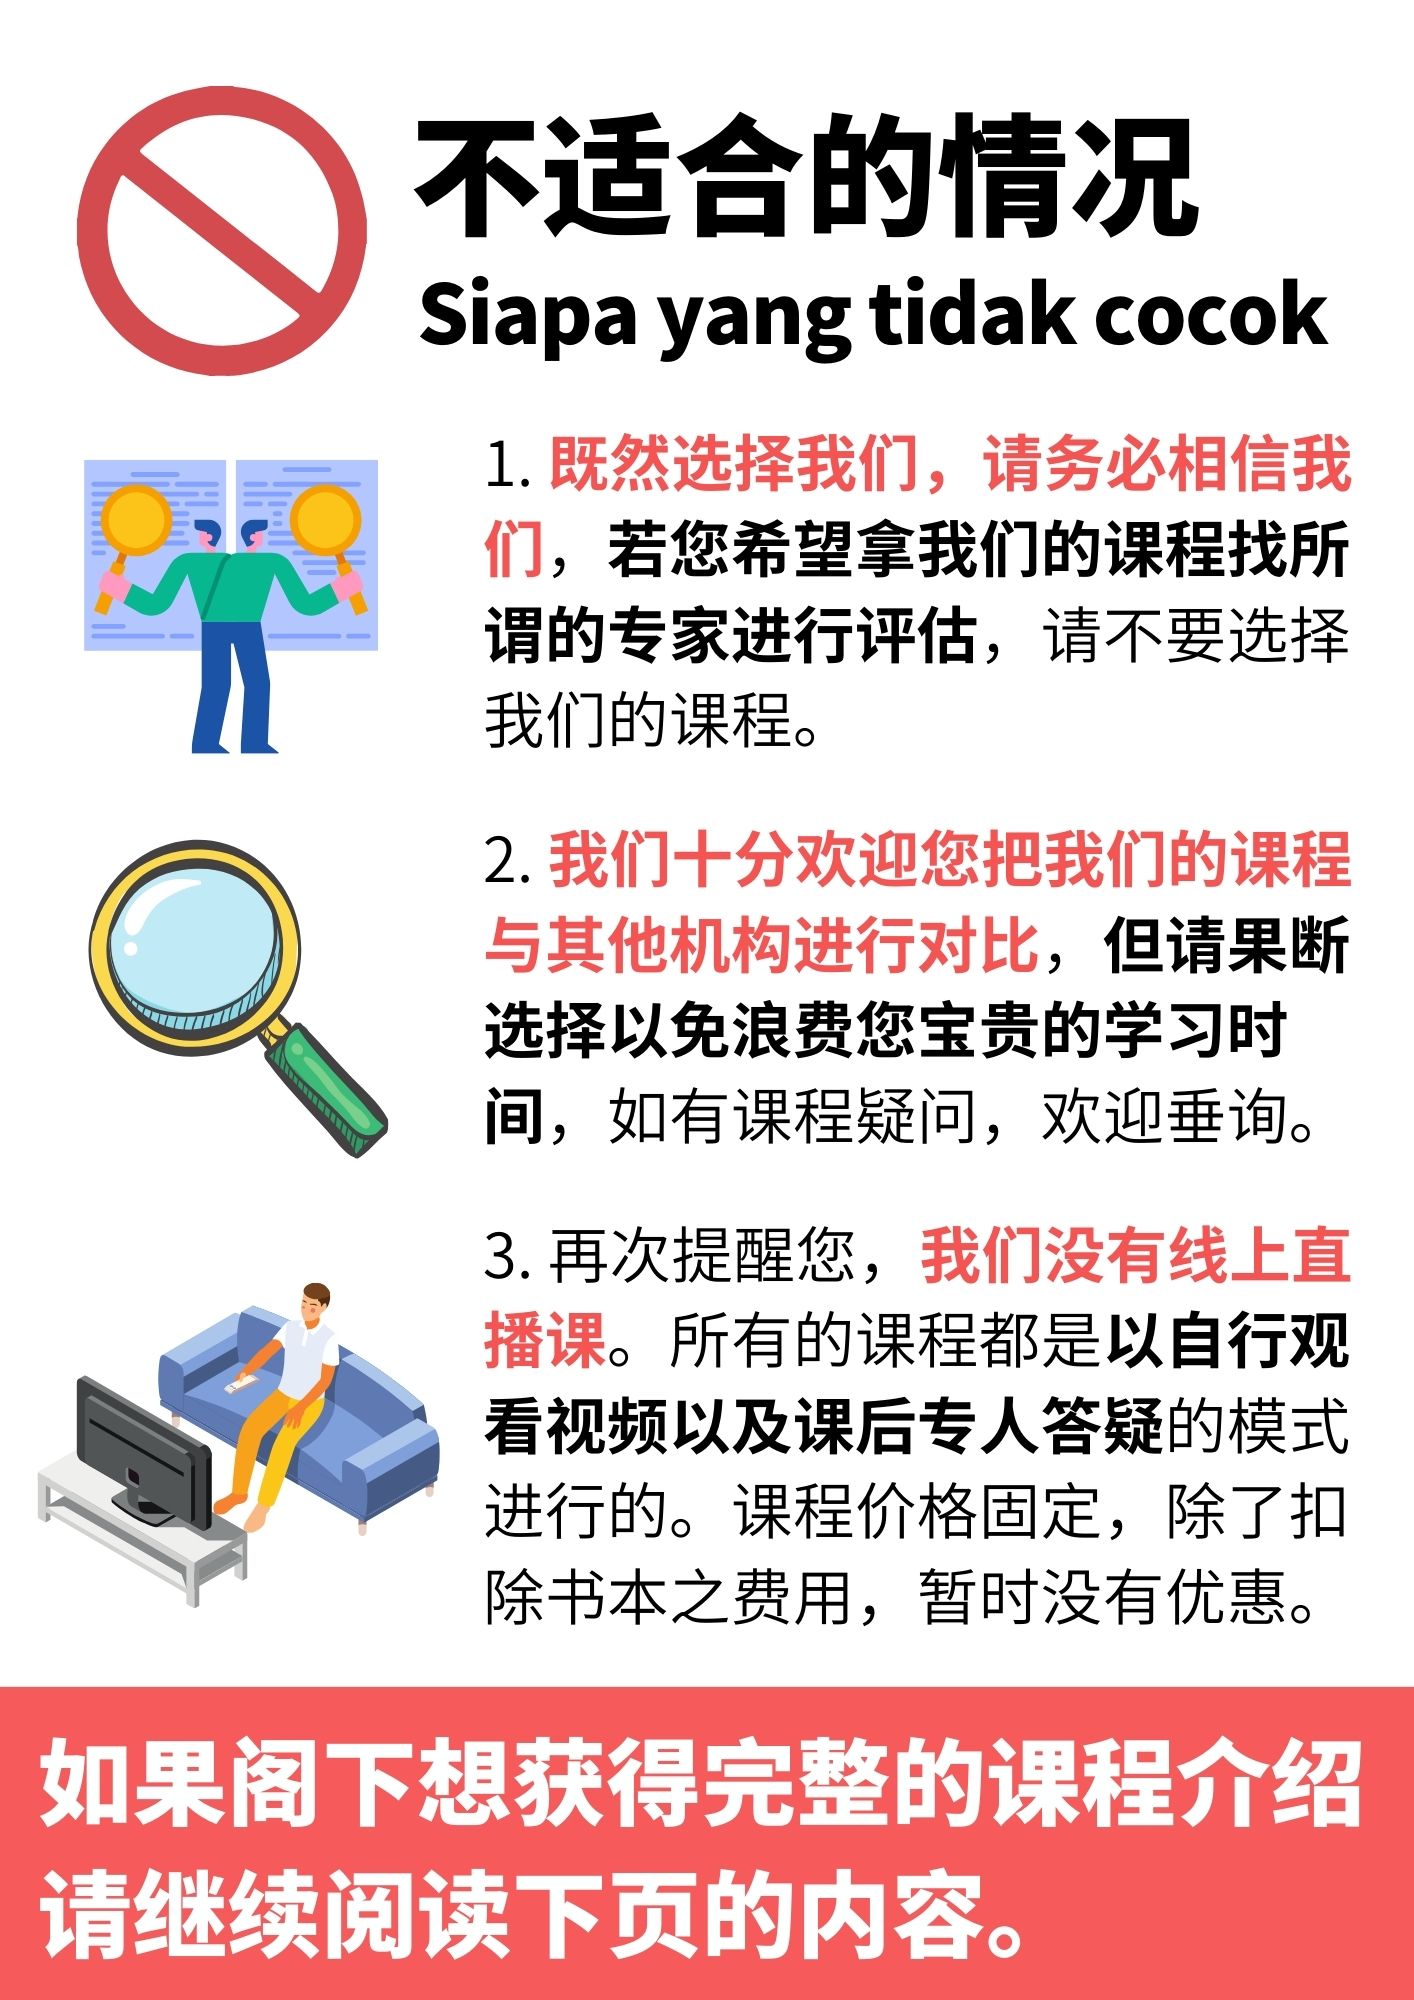 不适合的情况
Siapa yang tidak cocok
1. 既然选择我们，请务必相信我
们，若您希望拿我们的课程找所
谓的专家进行评估，请不要选择
我们的课程。
2. 我们十分欢迎您把我们的课程
与其他机构进行对比，但请果断
选择以免浪费您宝贵的学习时
间，如有课程疑问，欢迎垂询。
3. 再次提醒您，我们没有线上直
播课。所有的课程都是以自行观
看视频以及课后专人答疑的模式
进行的。课程价格固定，除了扣
除书本之费用，暂时没有优惠。
如果阁下想获得完整的课程介绍
请继续阅读下页的内容。